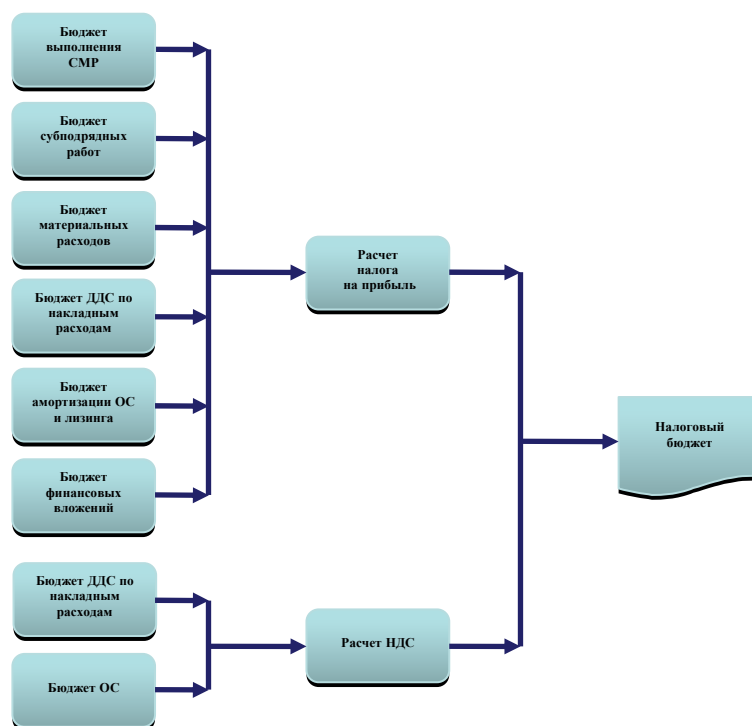 Бюджет
выполнения
СМР
Бюджет
субподрядных
работ
Бюджет
материальных
расходов
Бюджет ДДС по
накладным
расходам
Бюджет
амортизации ОС
и лизинга
Бюджет
финансовых
вложений
Бюджет ДДС по
накладным
расходам
Бюджет ОС
Расчет
налога
на прибыль
Расчет НДС
Налоговый
бюджет